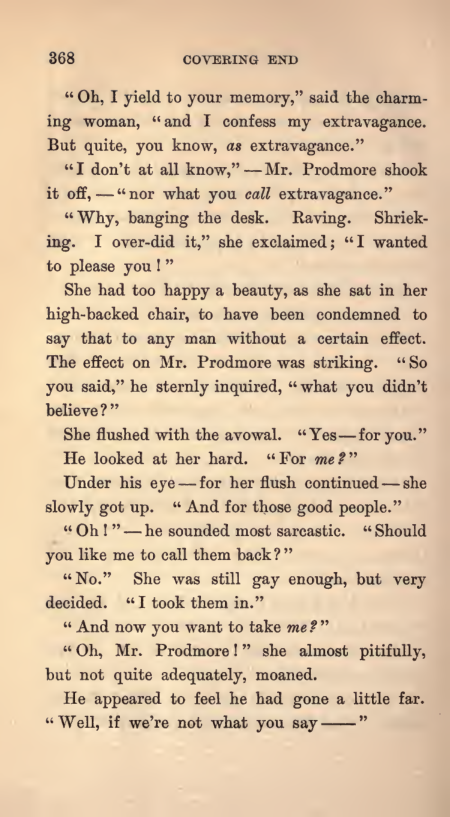 368 COVERING END
“Oh, I yield to your memory,” said the charm-
ing woman, “and I confess my extravagance.
But quite, you know, as extravagance.”
“I don’t at all know,” — Mr. Prodmore shook
it off, — “nor what you call extravagance.”
“Why, banging the desk. Raving. Shriek-
ing. I over-did it,” she exclaimed; “I wanted
to please you!”
She had too happy a beauty, as she sat in her
high-backed chair, to have been condemned to
say that to any man without a certain effect.
The effect on Mr. Prodmore was striking. “So
you said,” he sternly inquired, “what you didn’t
believe?”
She flushed with the avowal. “Yes—for you.”
He looked at her hard. “For me?”
Under his eye — for her flush continued — she
slowly got up. “And for those good people.”
“Oh!” — he sounded most sarcastic. “Should
you like me to call them back?”
“No.” She was still gay enough, but very
decided. “I took them in.”
“And now you want to take me?”
“Oh, Mr. Prodmore!” she almost pitifully,
but not quite adequately, moaned.
He appeared to feel he had gone a little far.
“Well, if we’re not what you say ——”